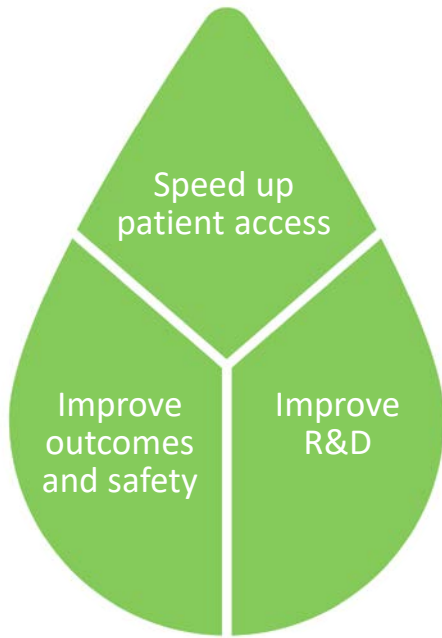 Speed up
patient access
Improve
outcomes
and safety
Improve
R&D